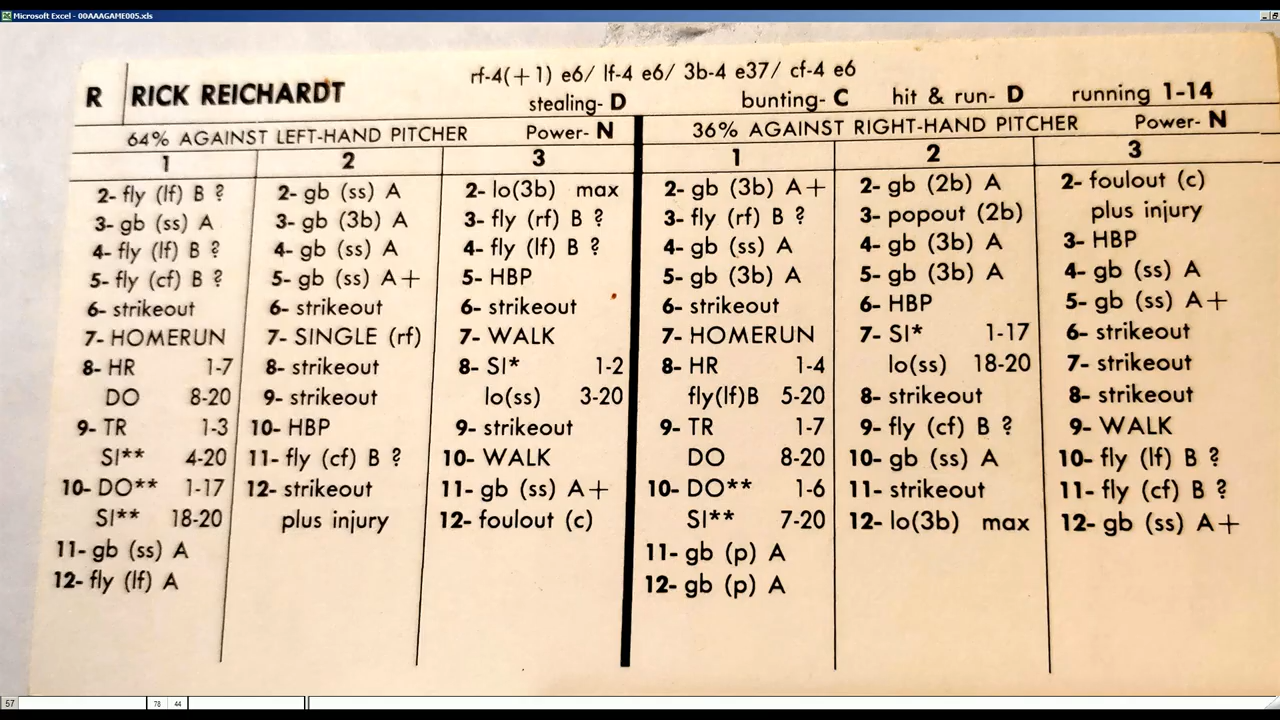 Microsoft Excel - 00AAAGAME005.xls
rf-4(+1) e6/ lf-4 e6/ 3b-4 e37/ cf-4 e6
R RICK REICHARDT stealing- D bunting- C hit & run- D running 1-14
64% AGAINST LEFT-HAND PITCHER Power- N
1
2- fly (lf) B ?
3- gb (ss) A
4- fly (lf) B ?
5- fly (cf) B ?
6- strikeout
7- HOMERUN
8- HR 1-7
DO 8-20
9- TR 1-3
SI** 4-20
10- DO** 1-17
SI** 18-20
11- gb (ss) A
12- fly (lf) A
2
2- gb (ss) A
3- gb (3b) A
4- gb (ss) A
5- gb (ss) A+
6- strikeout
7- SINGLE (rf)
8- strikeout
9- strikeout
10- HBP
11- fly (cf) B ?
12- strikeout
plus injury
3
2- lo(3b) max
3- fly (rf) B ?
4- fly (lf) B ?
5- HBP
6- strikeout
7- WALK
8- SI* 1-2
lo(ss) 3-20
9- strikeout
10- WALK
11- gb (ss) A+
12- foulout (c)
36% AGAINST RIGHT-HAND PITCHER Power- N
1
2- gb (3b) A+
3- fly (rf) B ?
4- gb (ss) A
5- gb (3b) A
6- strikeout
7- HOMERUN
8- HR 1-4
fly(lf)B 5-20
9- TR 1-7
DO 8-20
10- DO** 1-6
SI** 7-20
11- gb (p) A
12- gb (p) A
2
2- gb (2b) A
3- popout (2b)
4- gb (3b) A
5- gb (3b) A
6- HBP
7- SI* 1-17
lo(ss) 18-20
8- strikeout
9- fly (cf) B ?
10- gb (ss) A
11- strikeout
12- lo(3b) max
3
2- foulout (c)
plus injury
3- HBP
4- gb (ss) A
5- gb (ss) A+
6- strikeout
7- strikeout
8- strikeout
9- WALK
10- fly (lf) B ?
11- fly (cf) B ?
12- gb (ss) A+
57 78 44